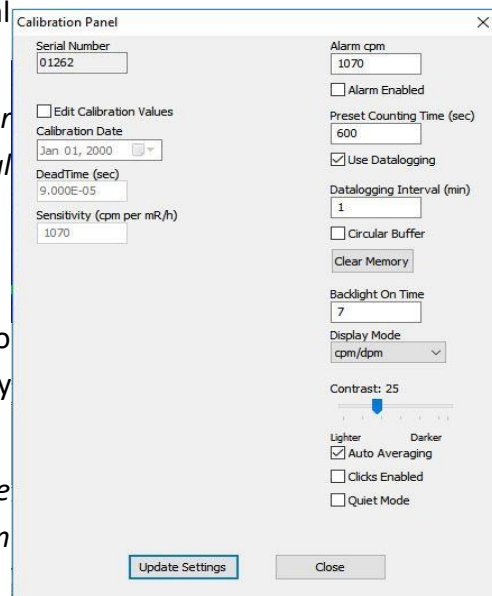 Calibration Panel
Serial Number
01262
Edit Calibration Values
Calibration Date
Jan 01, 2000
DeadTime (sec)
9.000E-05
Sensitivity (cpm per mR/h)
1070
Alarm cpm
1070
Alarm Enabled
Preset Counting Time (sec)
600
Use Datalogging
Datalogging Interval (min)
1
Circular Buffer
Clear Memory
Backlight On Time
7
Display Mode
cpm/dpm
Contrast: 25
Lighter Darker
Auto Averaging
Clicks Enabled
Quiet Mode
Update Settings Close